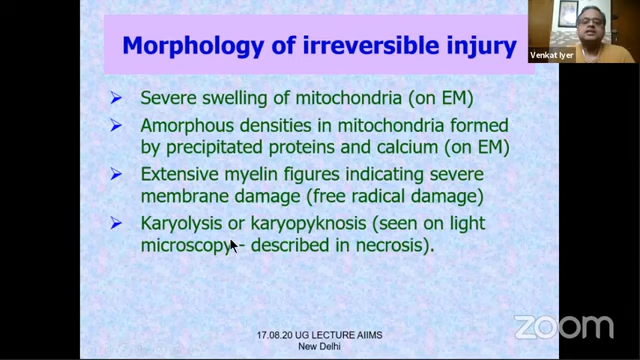 Morphology of irreversible injury
Venkat Iyer
Severe swelling of mitochondria (on EM)
Amorphous densities in mitochondria formed
by precipitated proteins and calcium (on EM)
Extensive myelin figures indicating severe
membrane damage (free radical damage)
Karyolysis or karyopyknosis (seen on light
microscopy - described in necrosis).
17.08.20 UG LECTURE AIIMS
New Delhi
zoom